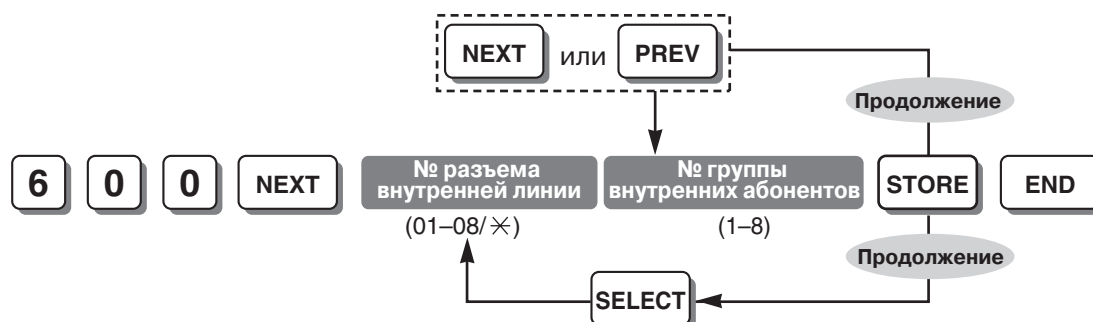 NEXT или PREV
Продолжение
6 0 0 NEXT № разъема внутренней линии № группы внутренних абонентов STORE END
(01–08/✳) (1–8)
Продолжение
SELECT